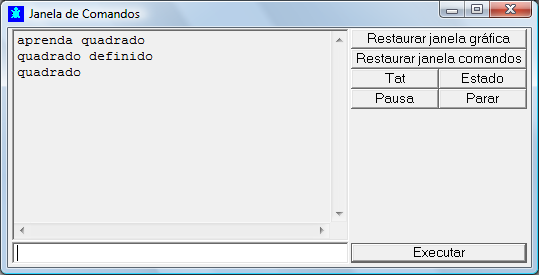 Janela de Comandos
aprenda quadrado
quadrado definido
quadrado
Restaurar janela gráfica
Restaurar janela comandos
Tat
Estado
Pausa
Parar
Executar